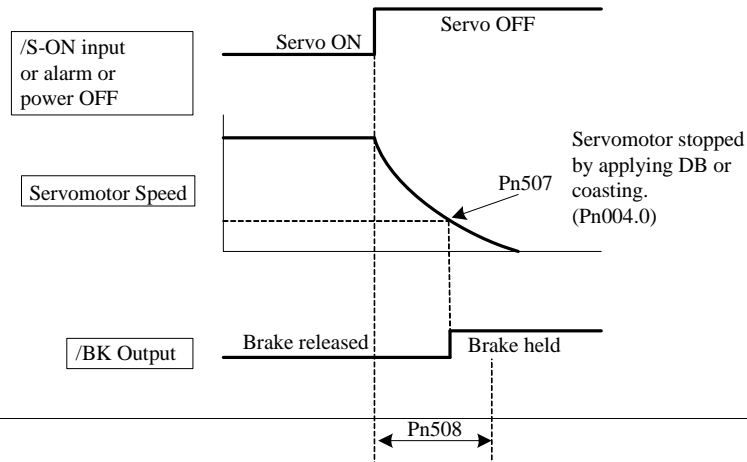 /S-ON input
or alarm or
power OFF
Servo ON
Servo OFF
Servomotor Speed
Pn507
Servomotor stopped
by applying DB or
coasting.
(Pn004.0)
/BK Output
Brake released
Brake held
Pn508